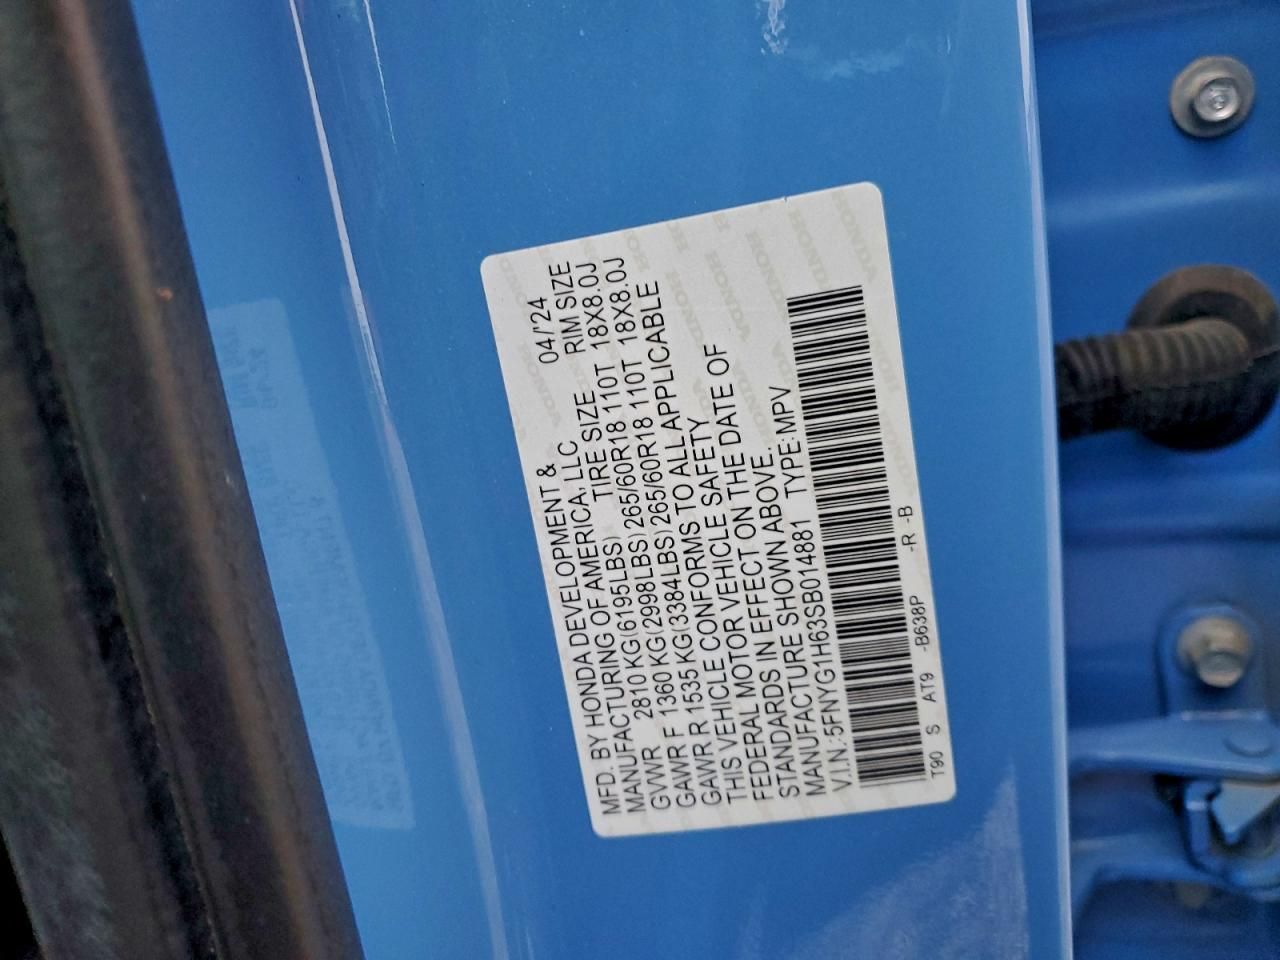 MFD. BY HONDA DEVELOPMENT &
MANUFACTURING OF AMERICA, LLC 04/'24
GVWR 2810 KG(6195LBS) TIRE SIZE RIM SIZE
GAWR F 1360 KG(2998LBS) 265/60R18 110T 18X8.0J
GAWR R 1535 KG(3384LBS) 265/60R18 110T 18X8.0J
THIS VEHICLE CONFORMS TO ALL APPLICABLE
FEDERAL MOTOR VEHICLE SAFETY
STANDARDS IN EFFECT ON THE DATE OF
MANUFACTURE SHOWN ABOVE.
V.I.N.:5FNYG1H63SB014881 TYPE:MPV
T90 S AT9 -B638P -R -B